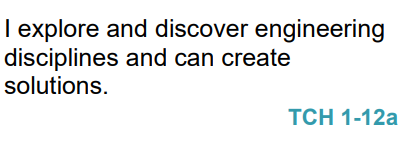 I explore and discover engineering
disciplines and can create
solutions.
TCH 1-12a